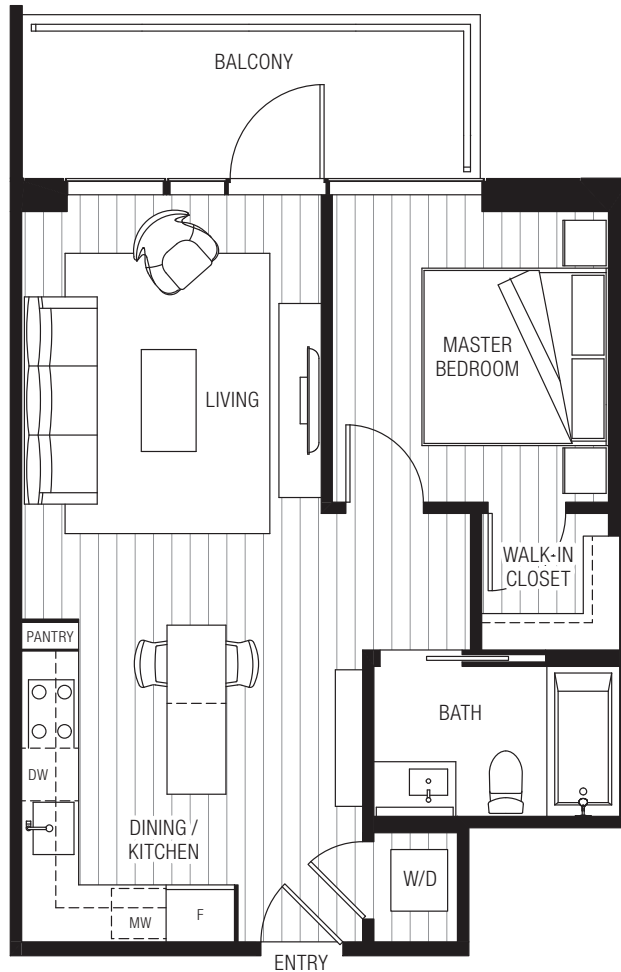 BALCONY
MASTER
BEDROOM
LIVING
WALK-IN
CLOSET
PANTRY
BATH
DW
DINING /
KITCHEN
W/D
MW
F
ENTRY